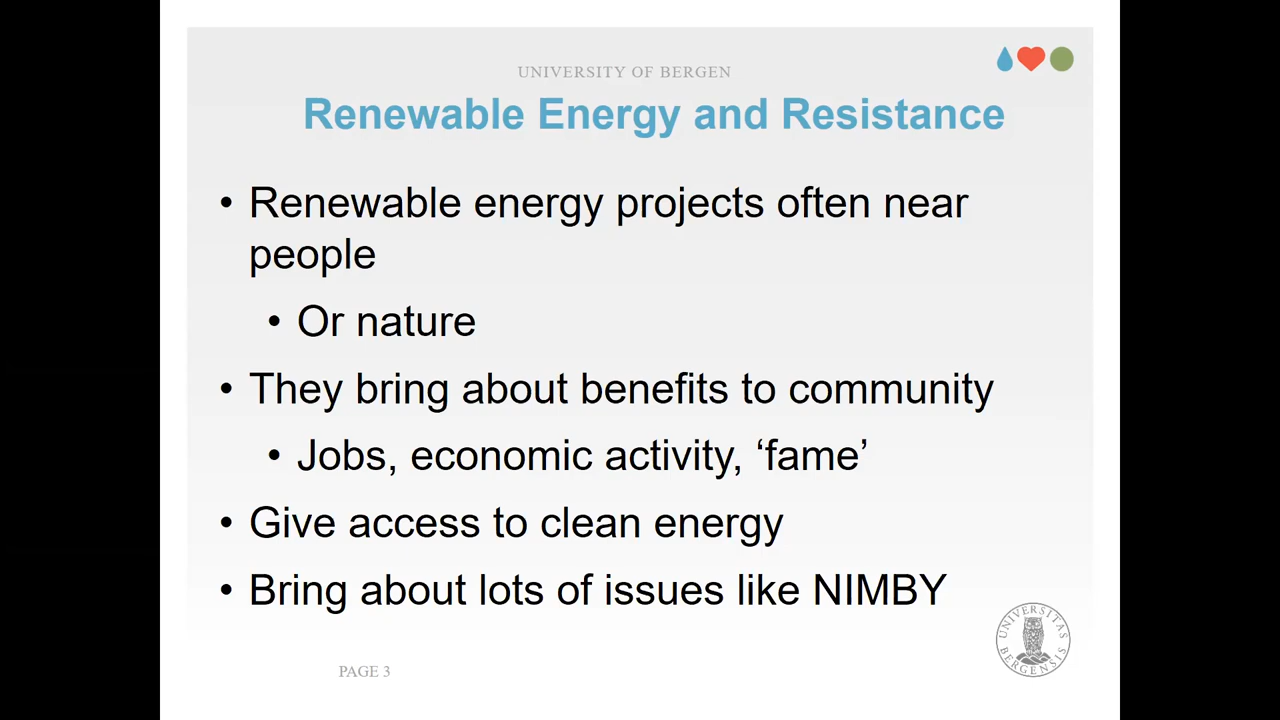 UNIVERSITY OF BERGEN
Renewable Energy and Resistance
• Renewable energy projects often near
people
• Or nature
• They bring about benefits to community
• Jobs, economic activity, ‘fame’
• Give access to clean energy
• Bring about lots of issues like NIMBY
UNIVERSITAS
BERGENSIS
PAGE 3